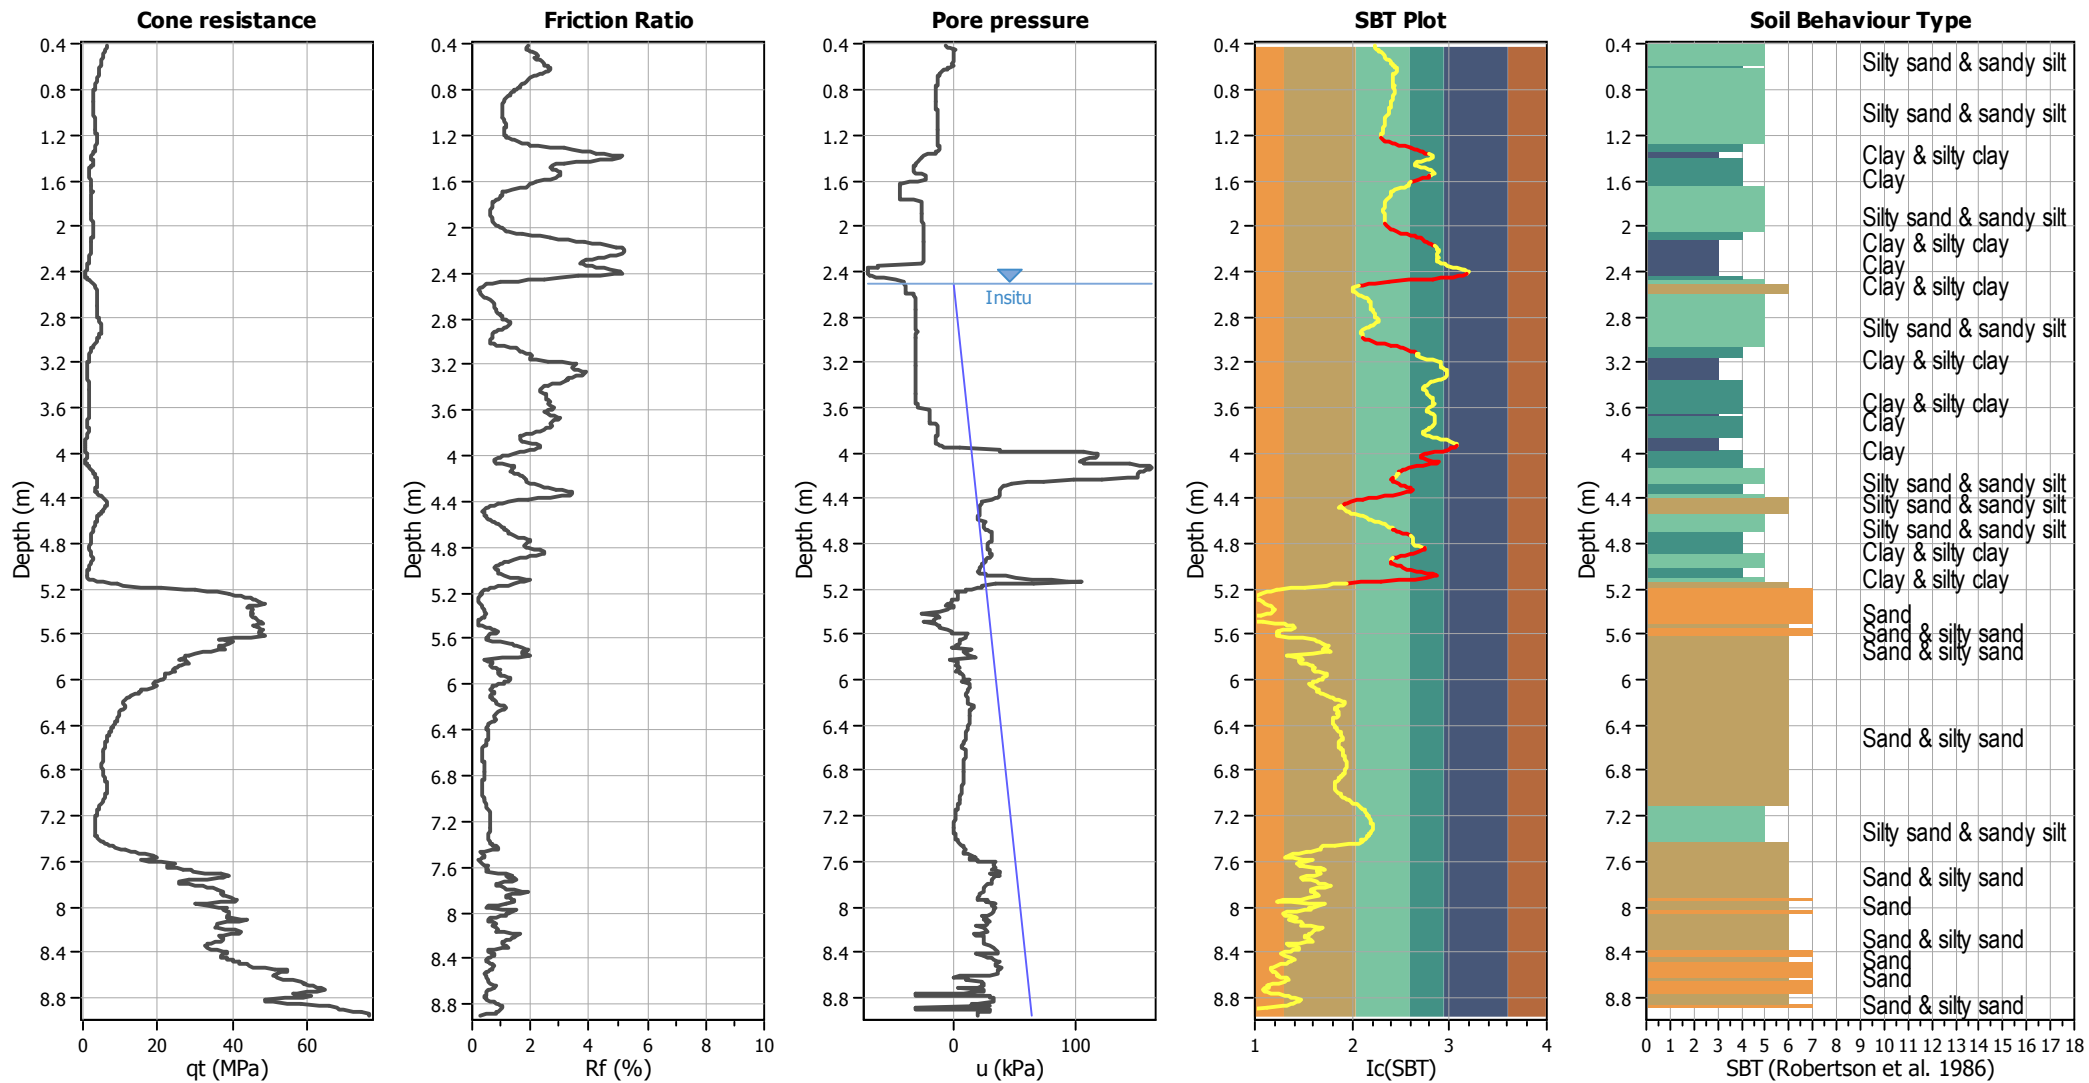 Cone resistance
0.4
0.8
1.2
1.6
2
2.4
2.8
3.2
3.6
4
4.4
4.8
5.2
5.6
6
6.4
6.8
7.2
7.6
8
8.4
8.8
Depth (m)
0 20 40 60
qt (MPa)
Friction Ratio
0.4
0.8
1.2
1.6
2
2.4
2.8
3.2
3.6
4
4.4
4.8
5.2
5.6
6
6.4
6.8
7.2
7.6
8
8.4
8.8
Depth (m)
0 2 4 6 8 10
Rf (%)
Pore pressure
0.4
0.8
1.2
1.6
2
2.4
2.8
3.2
3.6
4
4.4
4.8
5.2
5.6
6
6.4
6.8
7.2
7.6
8
8.4
8.8
Depth (m)
Insitu
0 100
u (kPa)
SBT Plot
0.4
0.8
1.2
1.6
2
2.4
2.8
3.2
3.6
4
4.4
4.8
5.2
5.6
6
6.4
6.8
7.2
7.6
8
8.4
8.8
Depth (m)
1 2 3 4
Ic(SBT)
Soil Behaviour Type
0.4
0.8
1.2
1.6
2
2.4
2.8
3.2
3.6
4
4.4
4.8
5.2
5.6
6
6.4
6.8
7.2
7.6
8
8.4
8.8
Depth (m)
Silty sand & sandy silt
Silty sand & sandy silt
Clay & silty clay
Clay
Silty sand & sandy silt
Clay & silty clay
Clay
Clay & silty clay
Silty sand & sandy silt
Clay & silty clay
Clay & silty clay
Clay
Clay
Silty sand & sandy silt
Silty sand & sandy silt
Silty sand & sandy silt
Clay & silty clay
Clay & silty clay
Sand
Sand & silty sand
Sand & silty sand
Sand & silty sand
Silty sand & sandy silt
Sand & silty sand
Sand
Sand & silty sand
Sand
Sand
Sand & silty sand
0 1 2 3 4 5 6 7 8 9 10 11 12 13 14 15 16 17 18
SBT (Robertson et al. 1986)